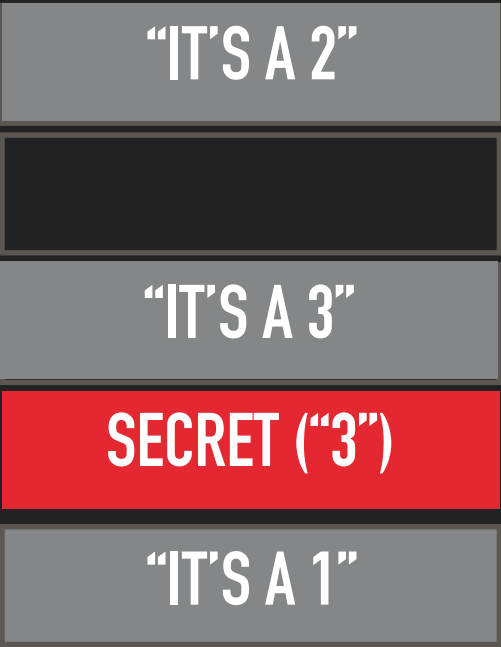 “IT’S A 2”
“IT’S A 3”
SECRET (“3”)
“IT’S A 1”